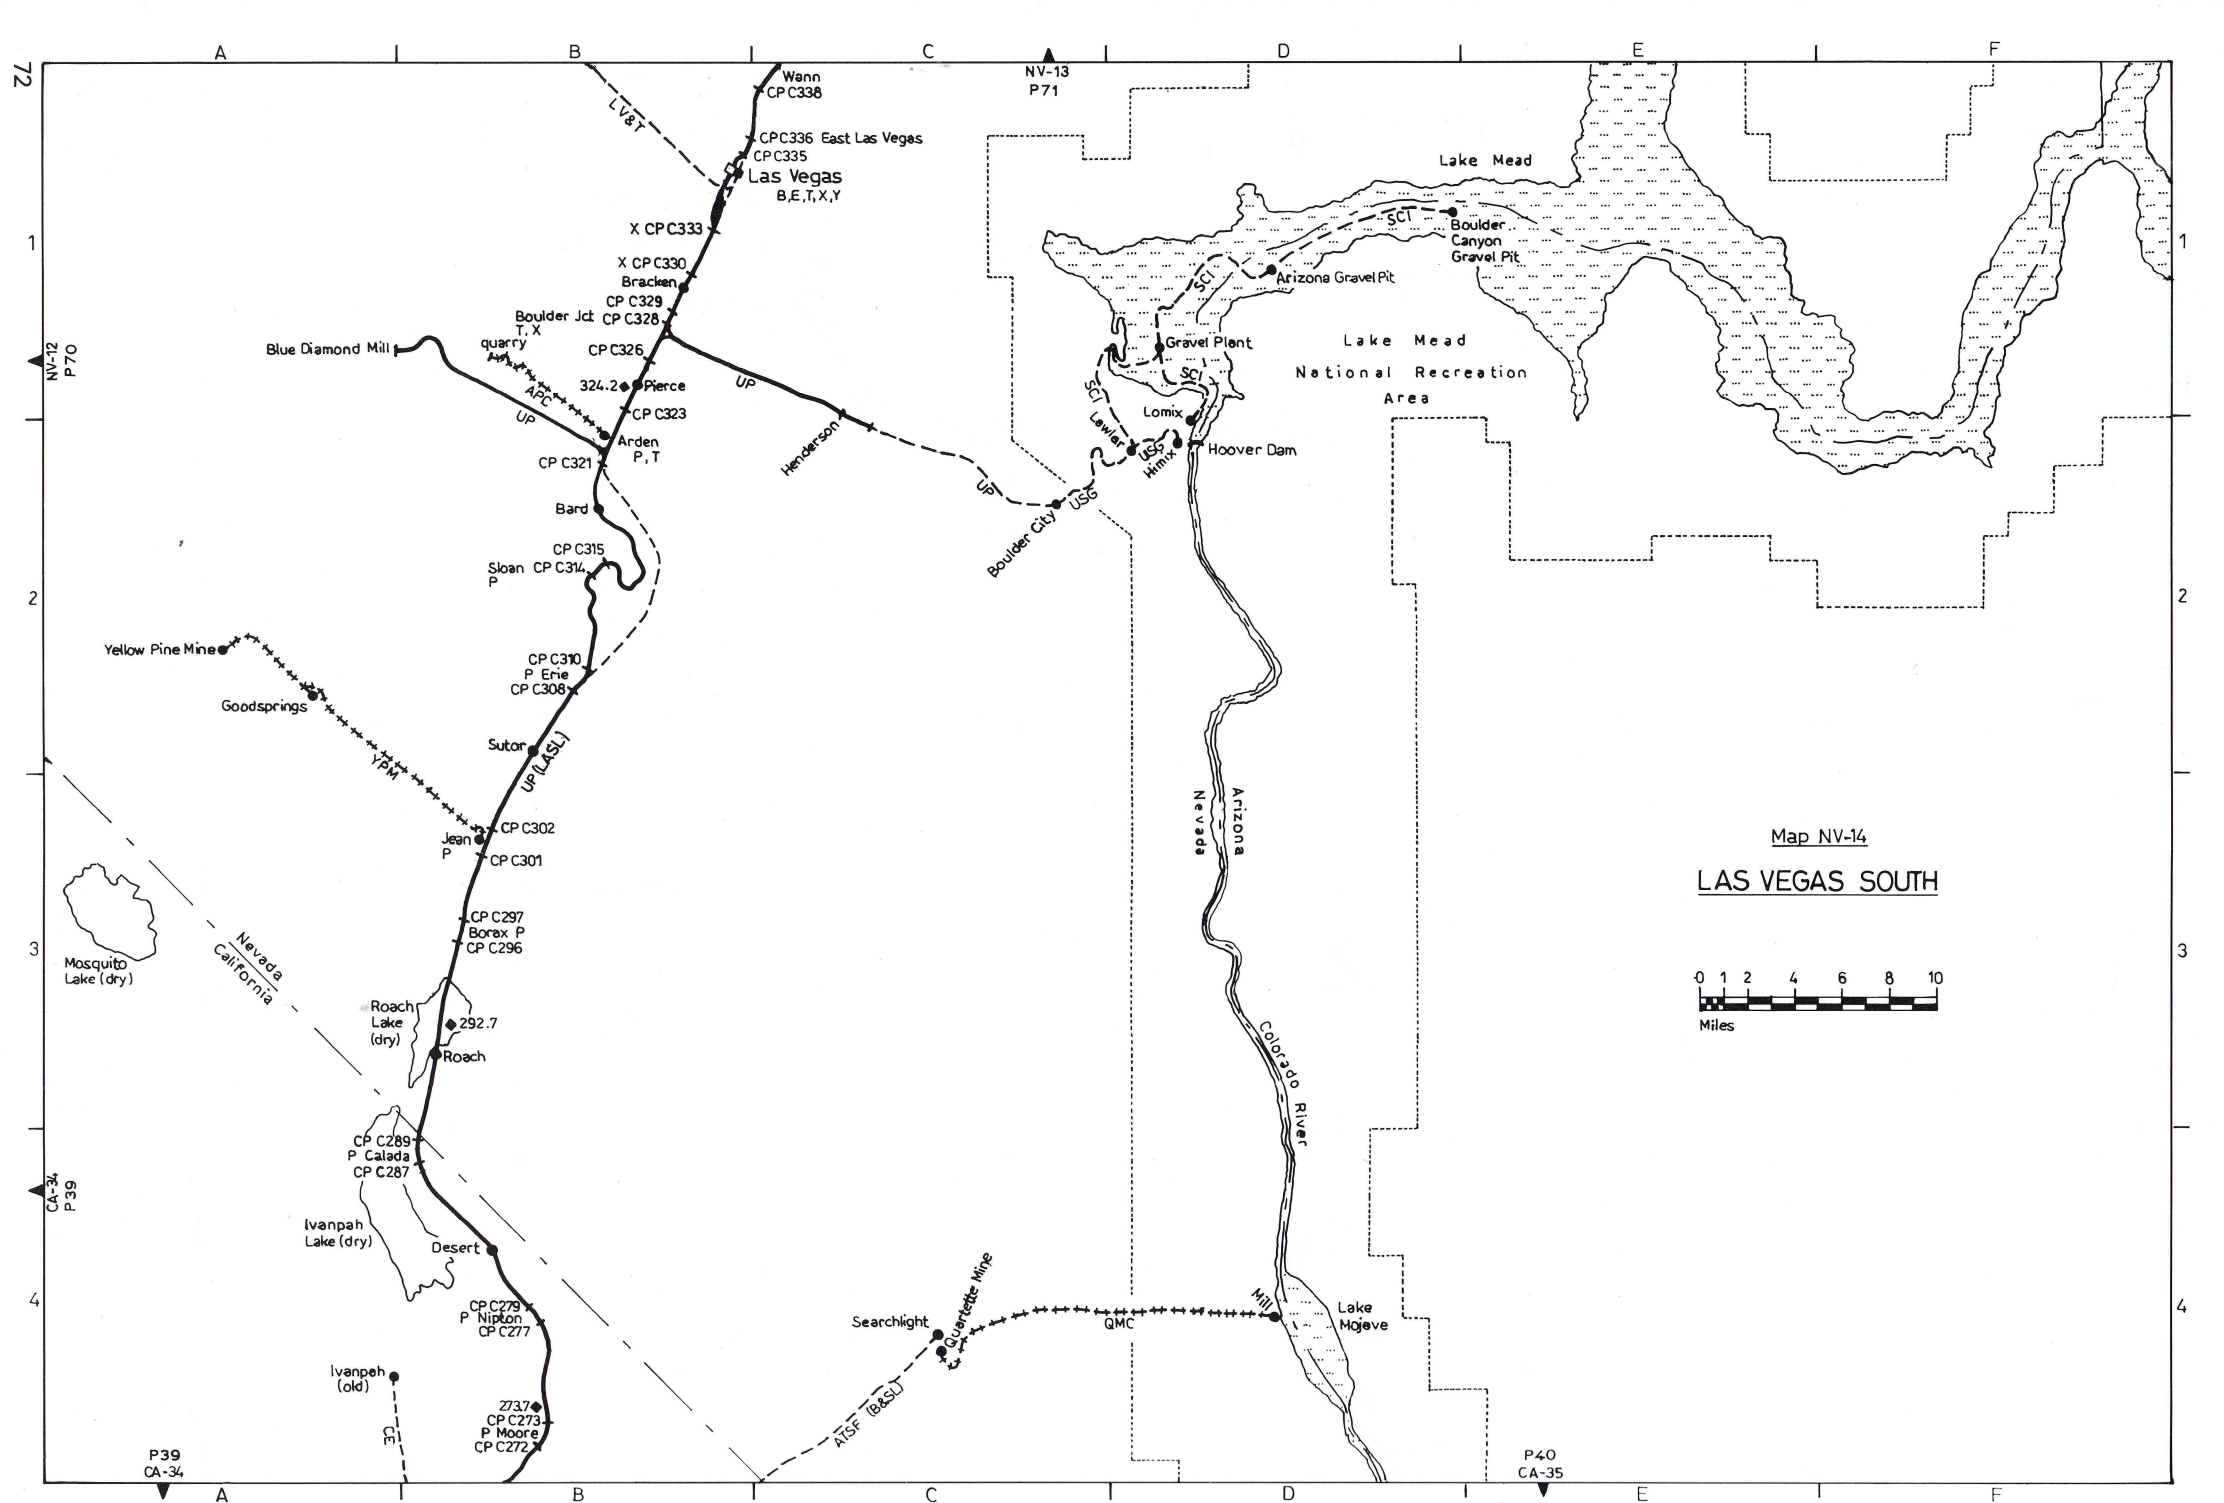 72
A B C D E F
NV-13
P71
Wann
CP C338
LV&T
CP C336 East Las Vegas
CP C335
Las Vegas
B,E,T,X,Y
X CP C333
X CP C330
Bracken
CP C329
Boulder Jct CP C328
T, X
quarry
CP C326
Blue Diamond Mill
324.2 Pierce
APC
UP
CP C323
Arden
P, T
CP C321
UP
Henderson
UP
Boulder City
USG
Bard
CP C315
Sloan CP C314
P
CP C310
P Erie
CP C308
Yellow Pine Mine
Goodsprings
YPM
Sutor
UP (LASL)
CP C302
Jean
P
CP C301
CP C297
Borax P
CP C296
Mosquito
Lake (dry)
Nevada
California
Roach
Lake
(dry)
292.7
Roach
CP C289
P Calada
CP C287
Ivanpah
Lake (dry)
Desert
CP C279
P Nipton
CP C277
Ivanpah
(old)
CE
273.7
CP C273
P Moore
CP C272
Searchlight
Quartette Mine
QMC
Mill
ATSF (B&SL)
Lake
Mojave
Lake Mead
SCI
Boulder
Canyon
Gravel Pit
SCI
Arizona Gravel Pit
Gravel Plant
SCI
SCI
Lomix
Lawler
USG
Himix
Hoover Dam
Lake Mead
National Recreation
Area
Nevada
Arizona
Colorado River
Map NV-14
LAS VEGAS SOUTH
0 1 2 4 6 8 10
Miles
1
2
3
4
1
2
3
4
NV-12
P70
CA-34
P39
P39
CA-34
P40
CA-35
A B C D E F